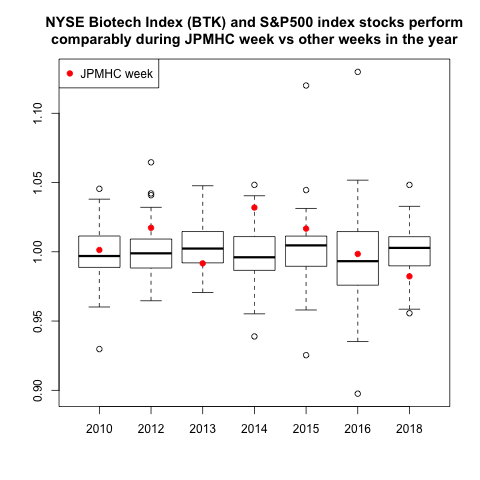 NYSE Biotech Index (BTK) and S&P500 index stocks perform
comparably during JPMHC week vs other weeks in the year
JPMHC week
1.10
1.05
1.00
0.95
0.90
2010 2012 2013 2014 2015 2016 2018